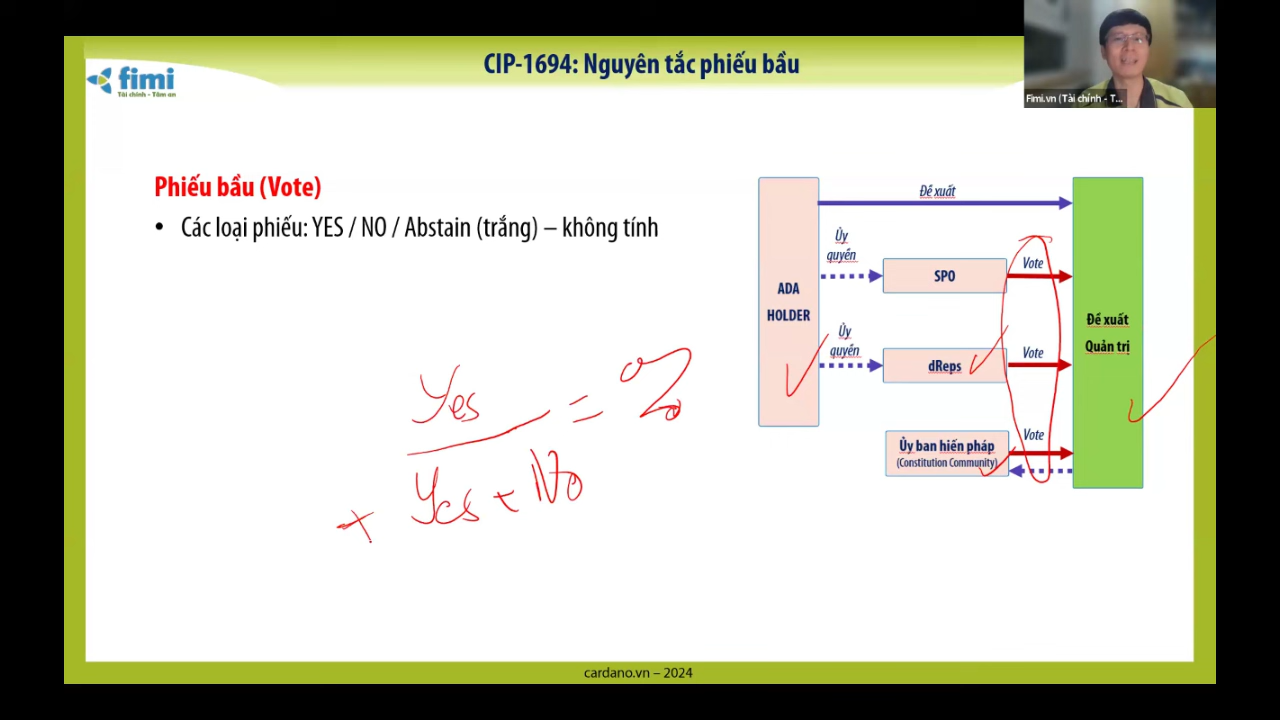 CIP-1694: Nguyên tắc phiếu bầu
fimi
Tài chính - Tâm an
Fimi.vn (Tài chính - T...
Phiếu bầu (Vote)
• Các loại phiếu: YES / NO / Abstain (trắng) – không tính
Đề xuất
Ủy
quyền
Vote
SPO
ADA
HOLDER
Ủy
quyền
Vote
dReps
Đề xuất
Quản trị
Vote
Ủy ban hiến pháp
(Constitution Community)
Yes
= %
Yes + No
+
cardano.vn – 2024